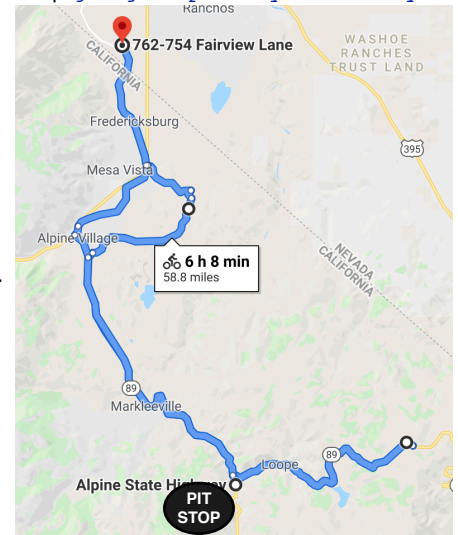 Ranchos
762-754 Fairview Lane
CALIFORNIA
WASHOE
RANCHES
TRUST LAND
Fredericksburg
395
Mesa Vista
Alpine Village
6 h 8 min
58.8 miles
NEVADA
CALIFORNIA
89
Markleeville
89
Loope
Alpine State
PIT
STOP